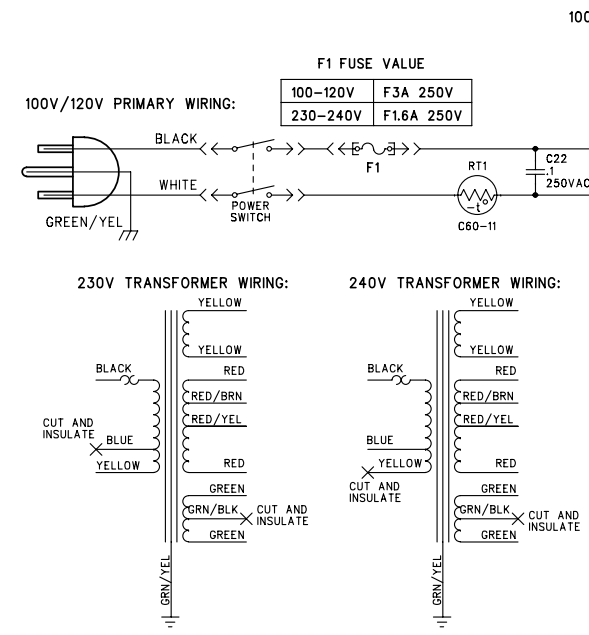 100
F1 FUSE VALUE
100-120V F3A 250V
230-240V F1.6A 250V
100V/120V PRIMARY WIRING:
BLACK
F1
WHITE
POWER
SWITCH
GREEN/YEL
RT1
-t°
C60-11
C22
.1
250VAC
230V TRANSFORMER WIRING:
YELLOW
YELLOW
BLACK
RED
RED/BRN
RED/YEL
CUT AND
INSULATE
BLUE
YELLOW
RED
GREEN
GRN/BLK
CUT AND
INSULATE
GREEN
GRN/YEL
240V TRANSFORMER WIRING:
YELLOW
YELLOW
BLACK
RED
RED/BRN
RED/YEL
BLUE
YELLOW
CUT AND
INSULATE
RED
GREEN
GRN/BLK
CUT AND
INSULATE
GREEN
GRN/YEL